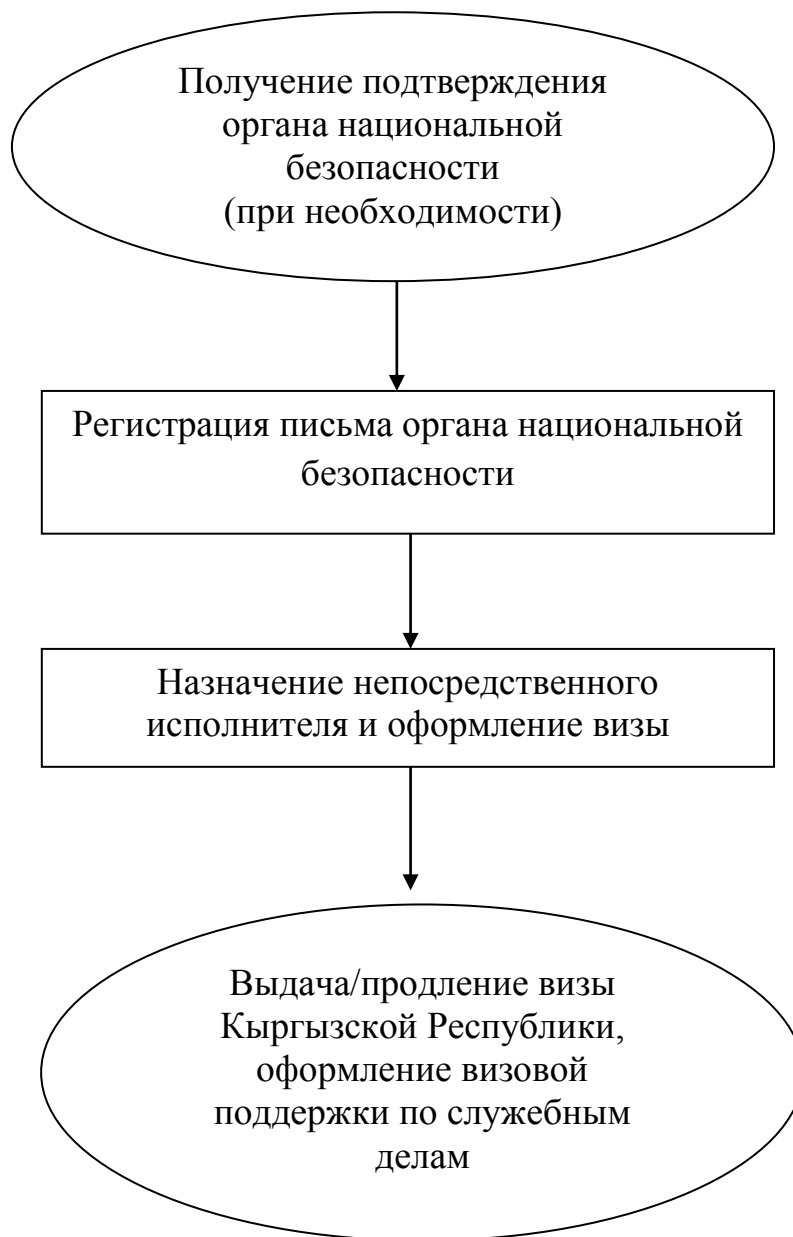 Получение подтверждения
органа национальной
безопасности
(при необходимости)
Регистрация письма органа национальной
безопасности
Назначение непосредственного
исполнителя и оформление визы
Выдача/продление визы
Кыргызской Республики,
оформление визовой
поддержки по служебным
делам